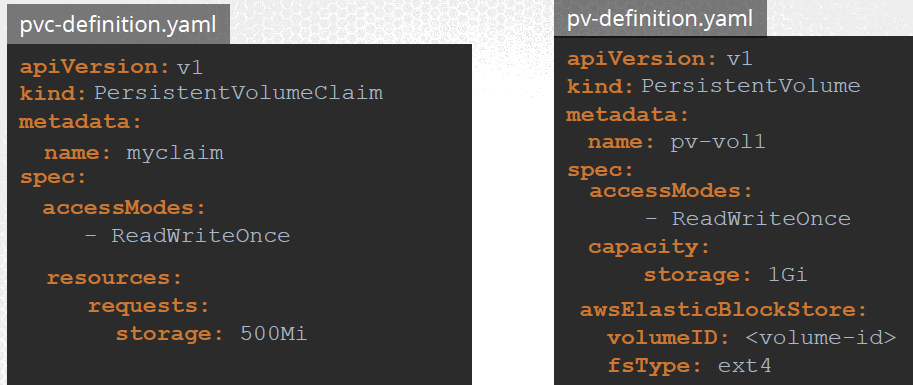 pvc-definition.yaml
apiVersion: v1
kind: PersistentVolumeClaim
metadata:
name: myclaim
spec:
accessModes:
- ReadWriteOnce
resources:
requests:
storage: 500Mi
pv-definition.yaml
apiVersion: v1
kind: PersistentVolume
metadata:
name: pv-vol1
spec:
accessModes:
- ReadWriteOnce
capacity:
storage: 1Gi
awsElasticBlockStore:
volumeID: <volume-id>
fsType: ext4